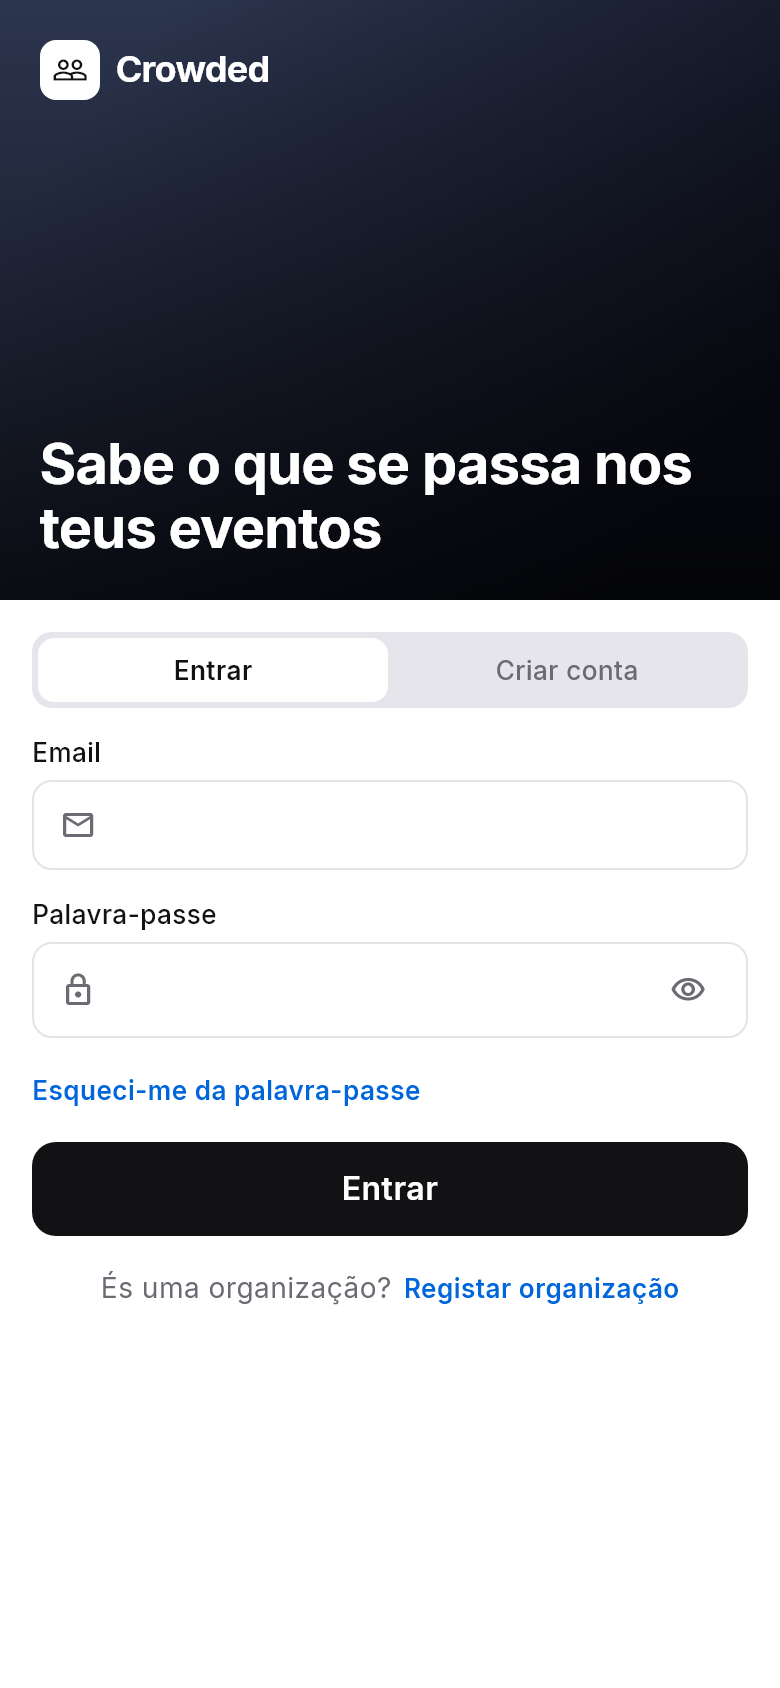 Crowded
Sabe o que se passa nos
teus eventos
Entrar
Criar conta
Email
Palavra-passe
Esqueci-me da palavra-passe
Entrar
És uma organização? Registar organização